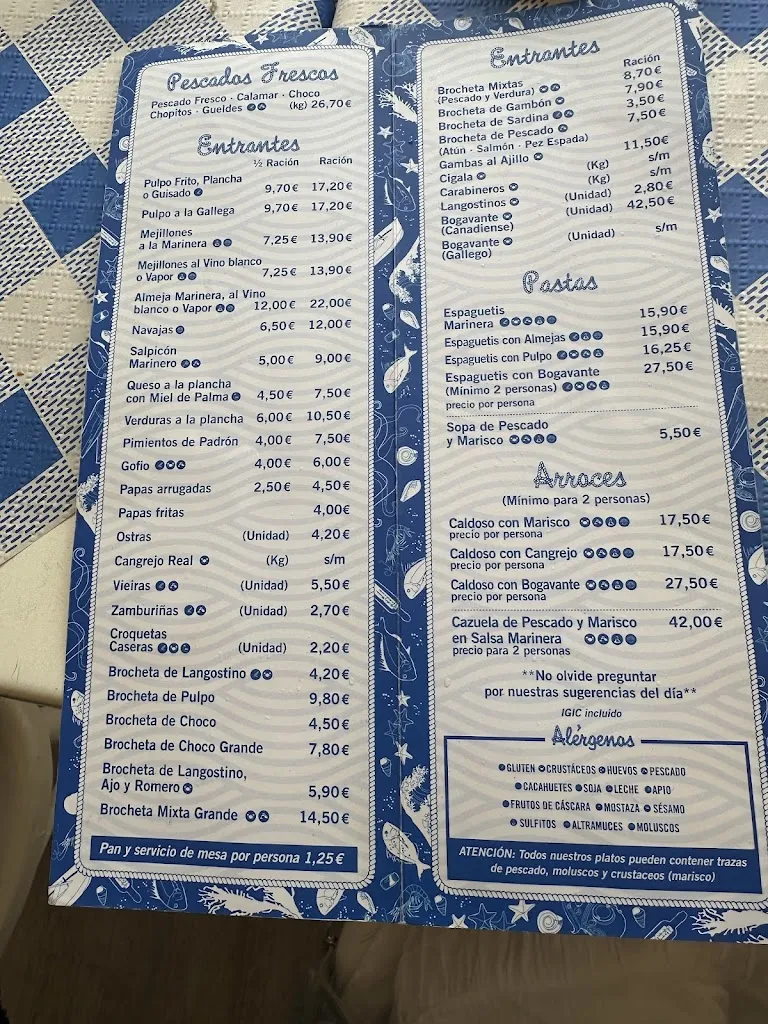 Pescados Frescos
Pescado Fresco · Calamar · Choco
Chopitos · Gueldes (kg) 26,70€
Entrantes
½ Ración Ración
Pulpo Frito, Plancha
o Guisado 9,70€ 17,20€
Pulpo a la Gallega 9,70€ 17,20€
Mejillones
a la Marinera 7,25€ 13,90€
Mejillones al Vino blanco
o Vapor 7,25€ 13,90€
Almeja Marinera, al Vino
blanco o Vapor 12,00€ 22,00€
Navajas 6,50€ 12,00€
Salpicón
Marinero 5,00€ 9,00€
Queso a la plancha
con Miel de Palma 4,50€ 7,50€
Verduras a la plancha 6,00€ 10,50€
Pimientos de Padrón 4,00€ 7,50€
Gofio 4,00€ 6,00€
Papas arrugadas 2,50€ 4,50€
Papas fritas 4,00€
Ostras (Unidad) 4,20€
Cangrejo Real (Kg) s/m
Vieiras (Unidad) 5,50€
Zamburiñas (Unidad) 2,70€
Croquetas
Caseras (Unidad) 2,20€
Brocheta de Langostino 4,20€
Brocheta de Pulpo 9,80€
Brocheta de Choco 4,50€
Brocheta de Choco Grande 7,80€
Brocheta de Langostino,
Ajo y Romero 5,90€
Brocheta Mixta Grande 14,50€
Pan y servicio de mesa por persona 1,25€
Entrantes
Ración
Brocheta Mixtas 8,70€
(Pescado y Verdura)
Brocheta de Gambón 7,90€
Brocheta de Sardina 3,50€
Brocheta de Pescado 7,50€
(Atún · Salmón · Pez Espada)
Gambas al Ajillo 11,50€
Cigala (Kg) s/m
Carabineros (Kg) s/m
Langostinos (Unidad) 2,80€
Bogavante (Unidad) 42,50€
(Canadiense)
Bogavante (Unidad) s/m
(Gallego)
Pastas
Espaguetis
Marinera 15,90€
Espaguetis con Almejas 15,90€
Espaguetis con Pulpo 16,25€
Espaguetis con Bogavante 27,50€
(Mínimo 2 personas)
precio por persona
Sopa de Pescado
y Marisco 5,50€
Arroces
(Mínimo para 2 personas)
Caldoso con Marisco 17,50€
precio por persona
Caldoso con Cangrejo 17,50€
precio por persona
Caldoso con Bogavante 27,50€
precio por persona
Cazuela de Pescado y Marisco 42,00€
en Salsa Marinera
precio para 2 personas
**No olvide preguntar
por nuestras sugerencias del día**
IGIC incluido
Alérgenos
GLUTEN CRUSTÁCEOS HUEVOS PESCADO
CACAHUETES SOJA LECHE APIO
FRUTOS DE CÁSCARA MOSTAZA SÉSAMO
SULFITOS ALTRAMUCES MOLUSCOS
ATENCIÓN: Todos nuestros platos pueden contener trazas
de pescado, moluscos y crustaceos (marisco)